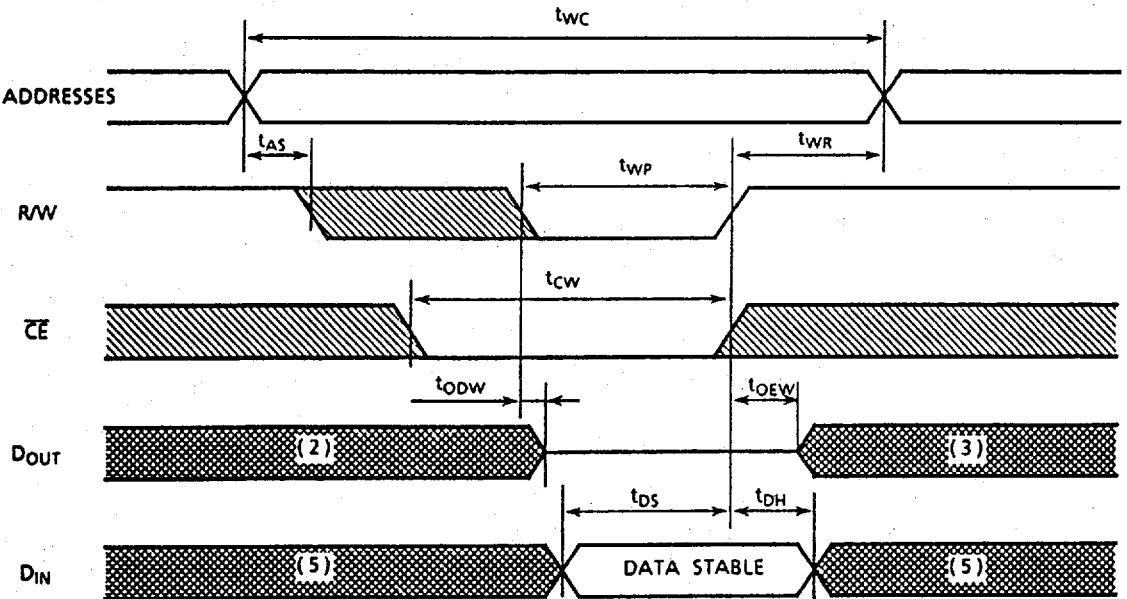 tWC
ADDRESSES
tAS
tWR
tWP
R/W
tCW
CE
tODW
tOEW
DOUT
(2)
(3)
tDS
tDH
DIN
(5)
DATA STABLE
(5)